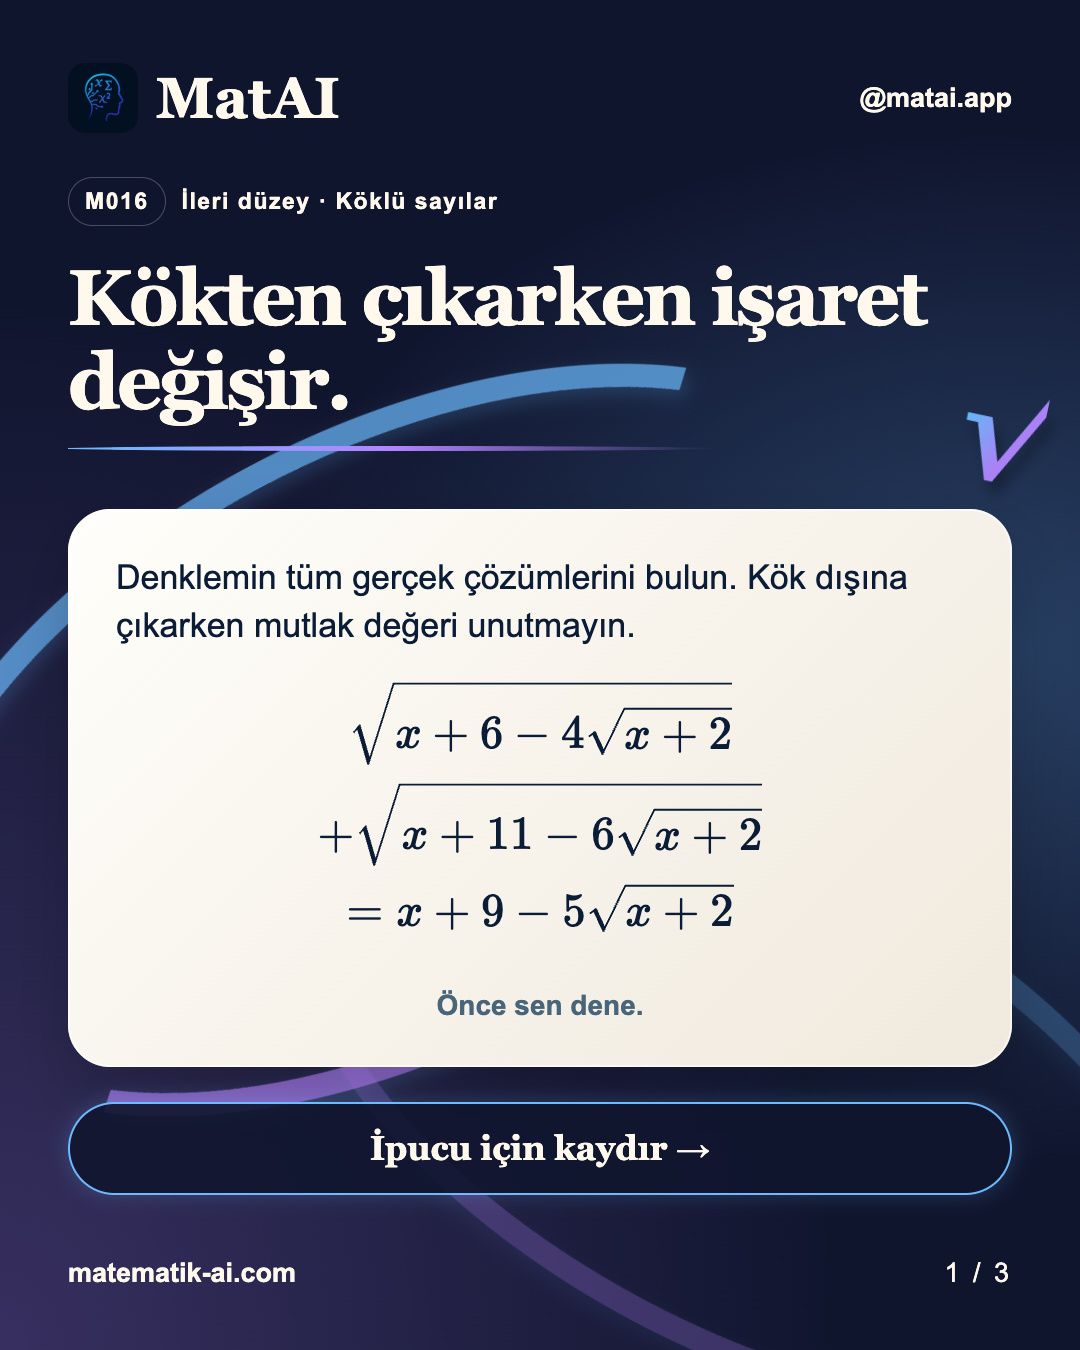 MatAI
@matai.app
M016 İleri düzey · Köklü sayılar
Kökten çıkarken işaret
değişir.
√
Denklemin tüm gerçek çözümlerini bulun. Kök dışına
çıkarken mutlak değeri unutmayın.
√(x + 6 − 4√(x + 2))
+√(x + 11 − 6√(x + 2))
= x + 9 − 5√(x + 2)
Önce sen dene.
İpucu için kaydır →
matematik-ai.com
1 / 3